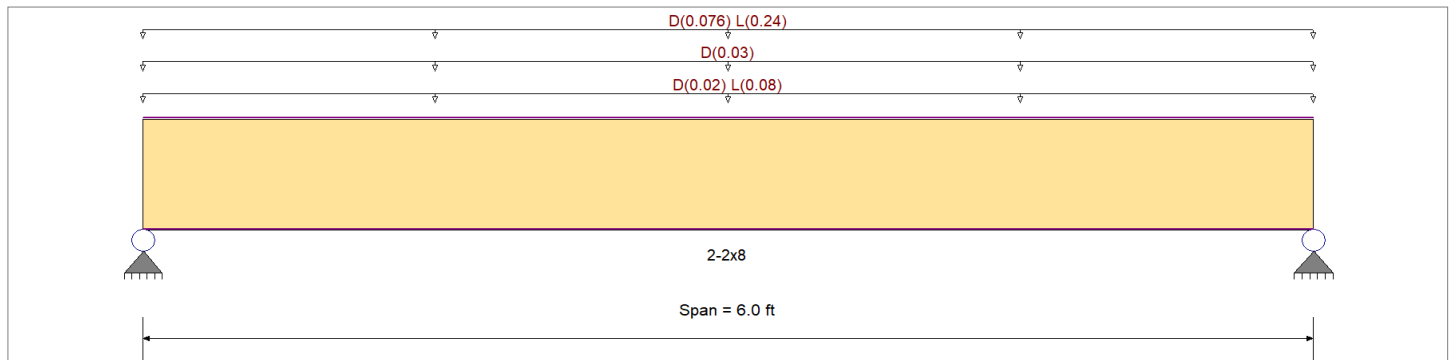 D(0.076) L(0.24)
D(0.03)
D(0.02) L(0.08)
2-2x8
Span = 6.0 ft